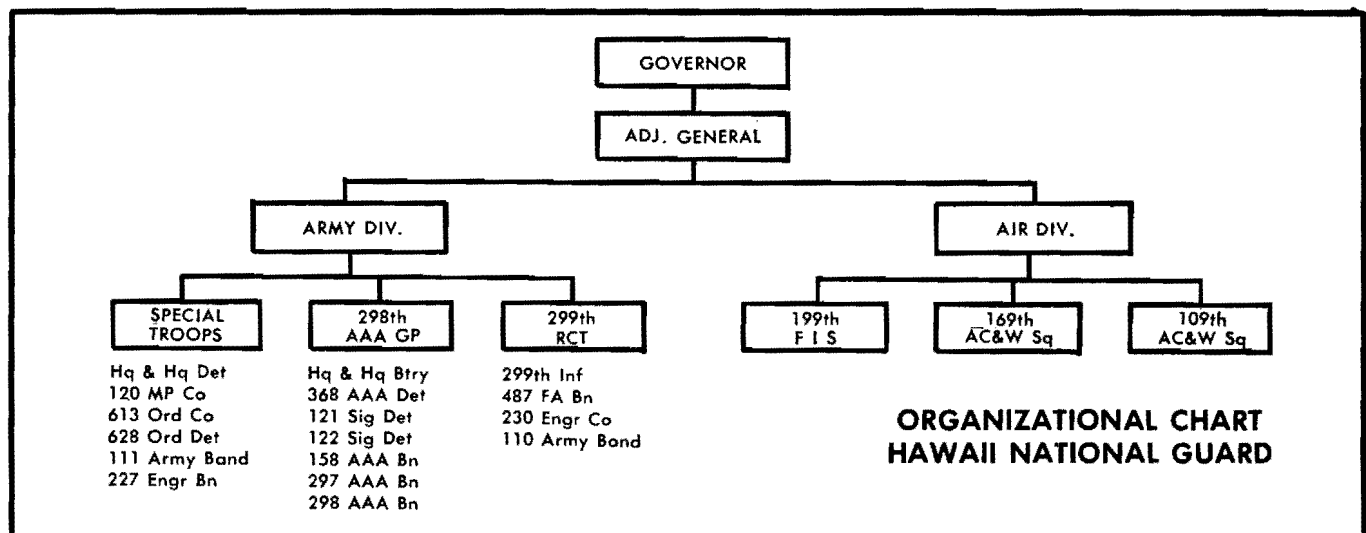 GOVERNOR
ADJ. GENERAL
ARMY DIV.
AIR DIV.
SPECIAL
TROOPS
Hq & Hq Det
120 MP Co
613 Ord Co
628 Ord Det
111 Army Band
227 Engr Bn
298th
AAA GP
Hq & Hq Btry
368 AAA Det
121 Sig Det
122 Sig Det
158 AAA Bn
297 AAA Bn
298 AAA Bn
299th
RCT
299th Inf
487 FA Bn
230 Engr Co
110 Army Bond
199th
F I S
169th
AC&W Sq
109th
AC&W Sq
ORGANIZATIONAL CHART
HAWAII NATIONAL GUARD